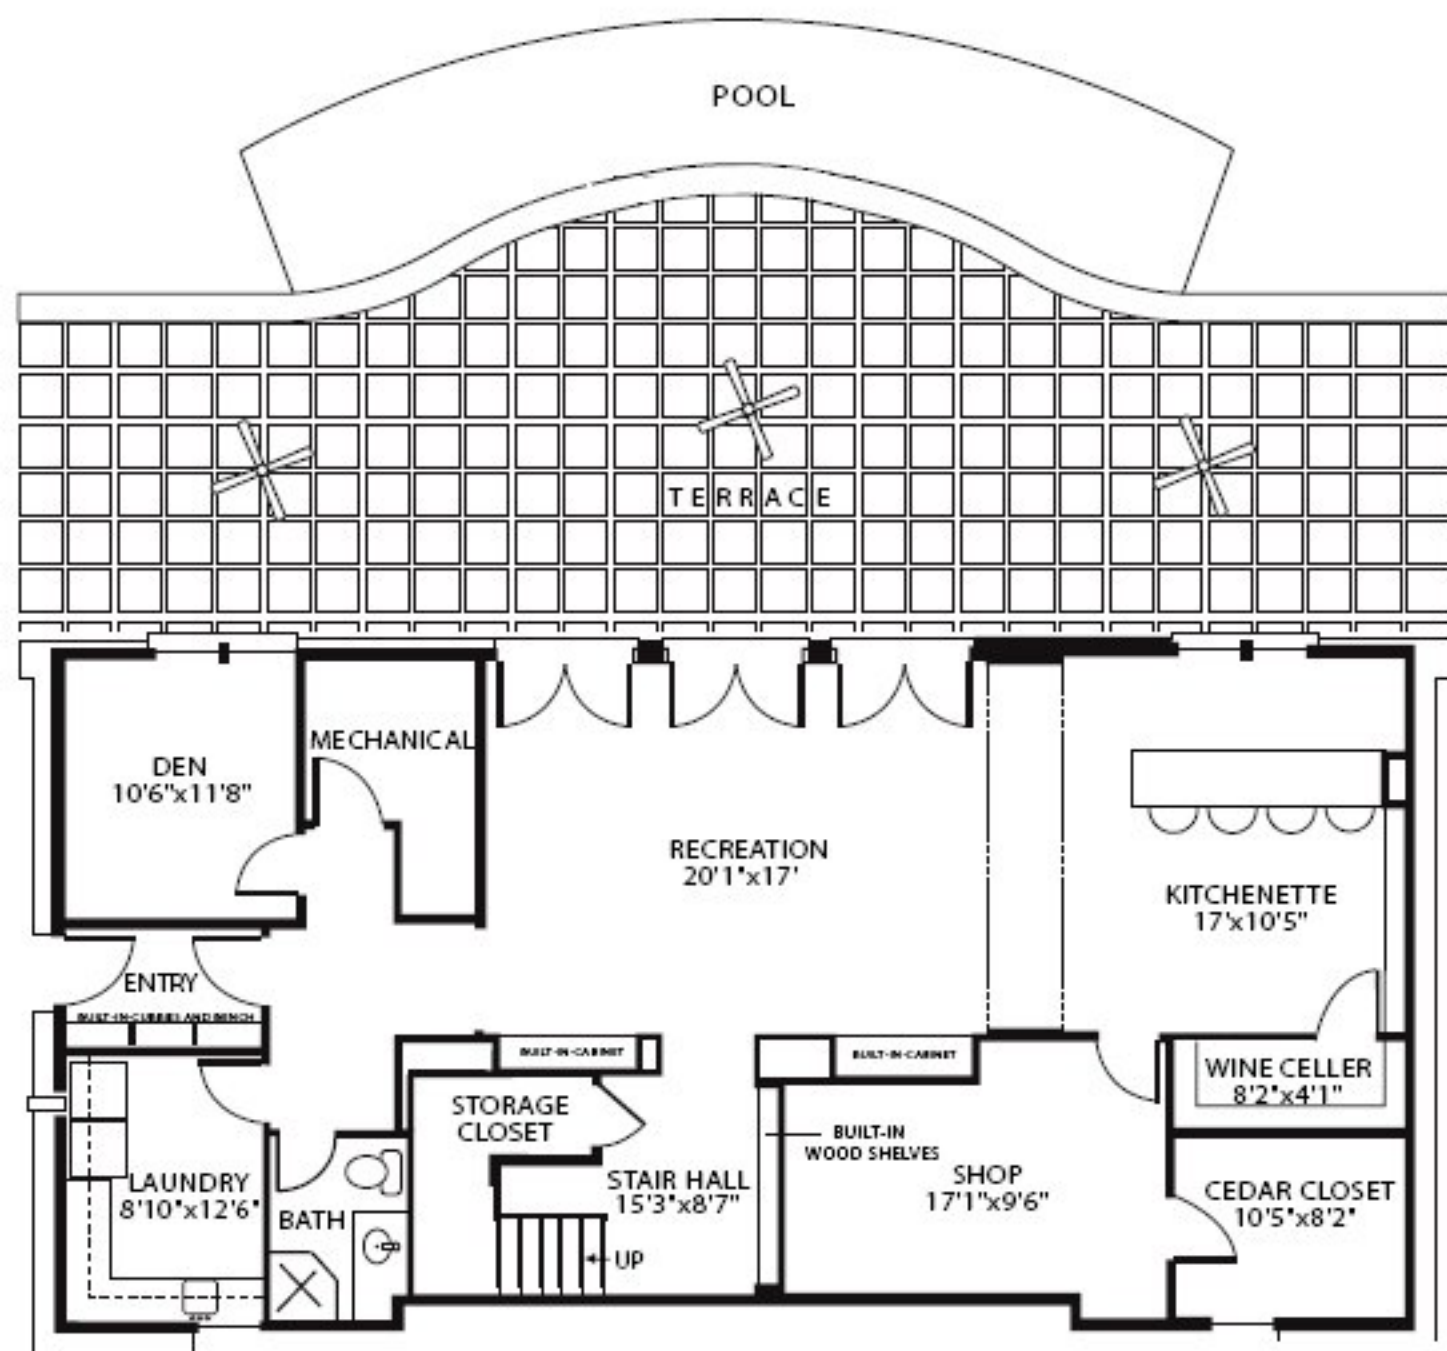 POOL
TERRACE
MECHANICAL
DEN
10'6"x11'8"
RECREATION
20'1"x17'
KITCHENETTE
17'x10'5"
ENTRY
BUILT-IN-CUBBIES AND BENCH
BUILT-IN-CABINET
BUILT-IN-CABINET
WINE CELLER
8'2"x4'1"
STORAGE
CLOSET
BUILT-IN
WOOD SHELVES
LAUNDRY
8'10"x12'6"
STAIR HALL
15'3"x8'7"
SHOP
17'1"x9'6"
CEDAR CLOSET
10'5"x8'2"
BATH
UP